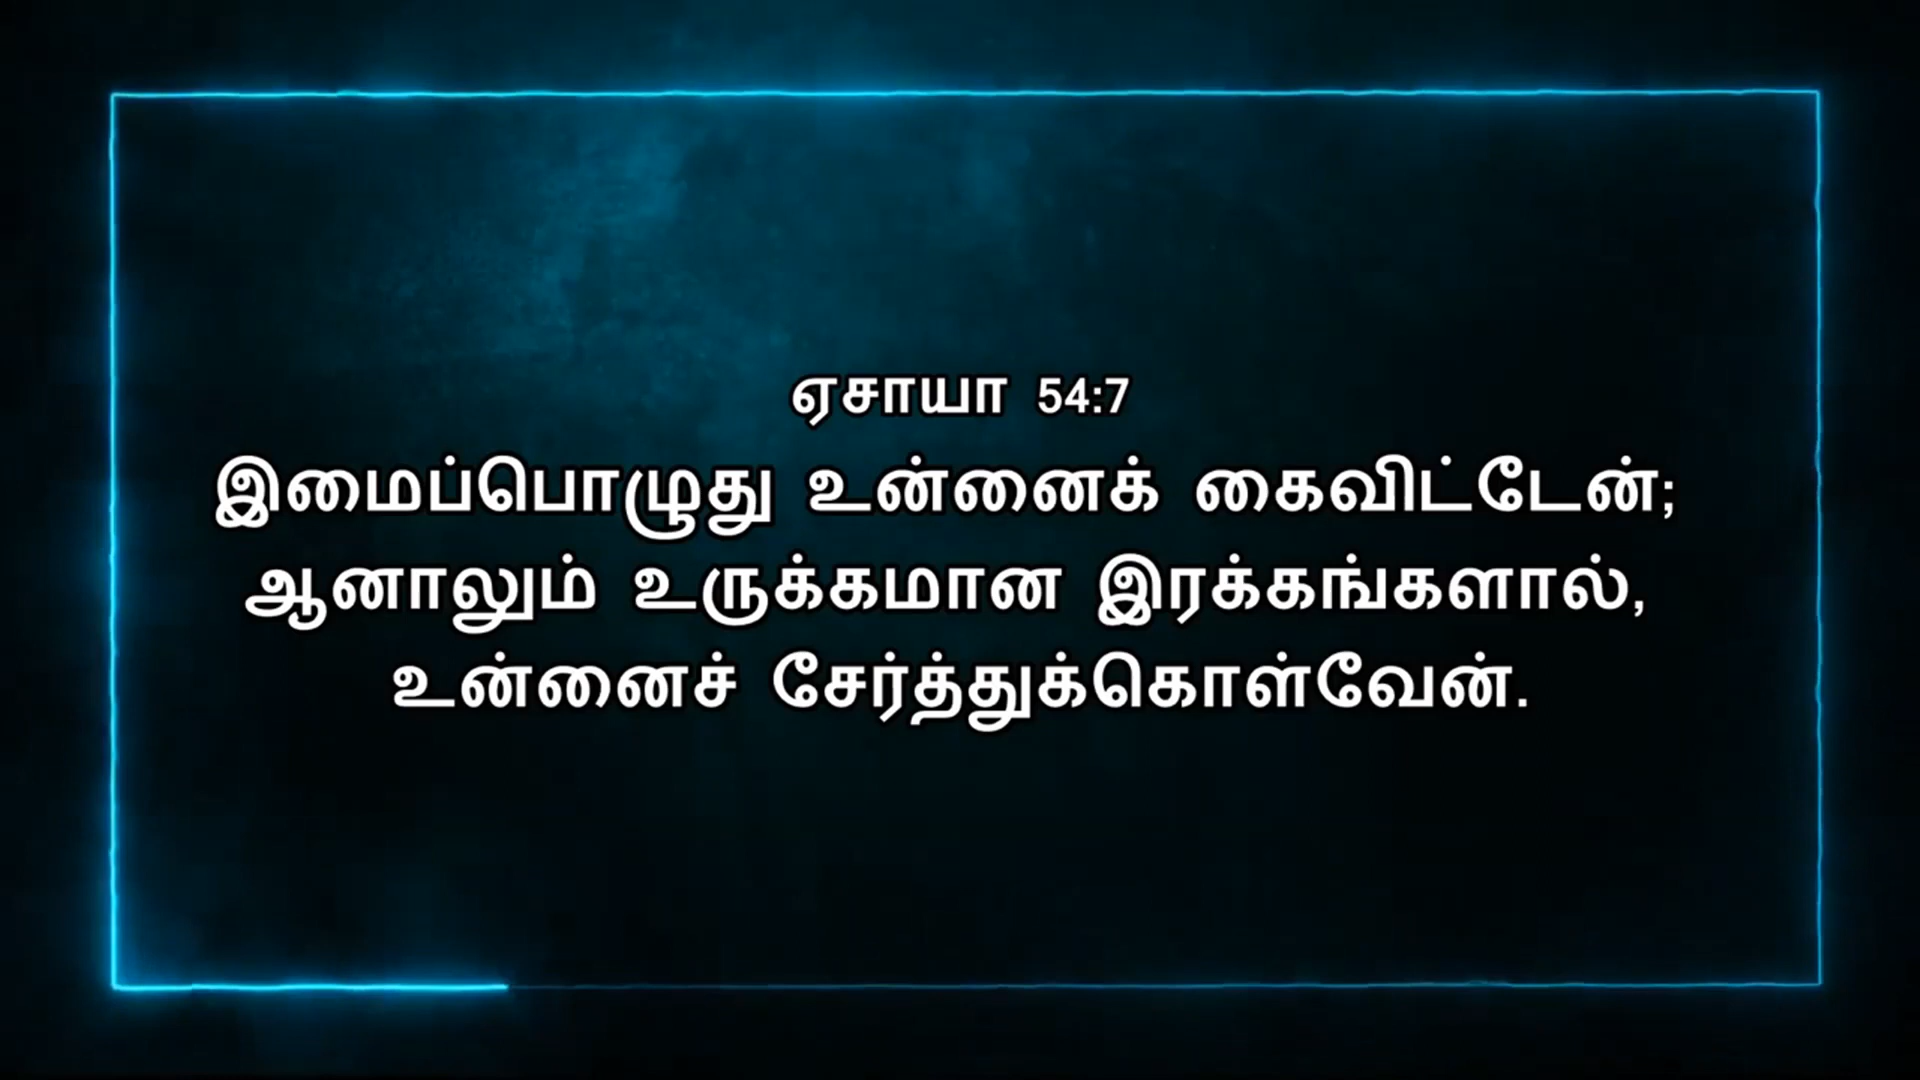 ஏசாயா 54:7
இமைப்பொழுது உன்னைக் கைவிட்டேன்;
ஆனாலும் உருக்கமான இரக்கங்களால்,
உன்னைச் சேர்த்துக்கொள்வேன்.